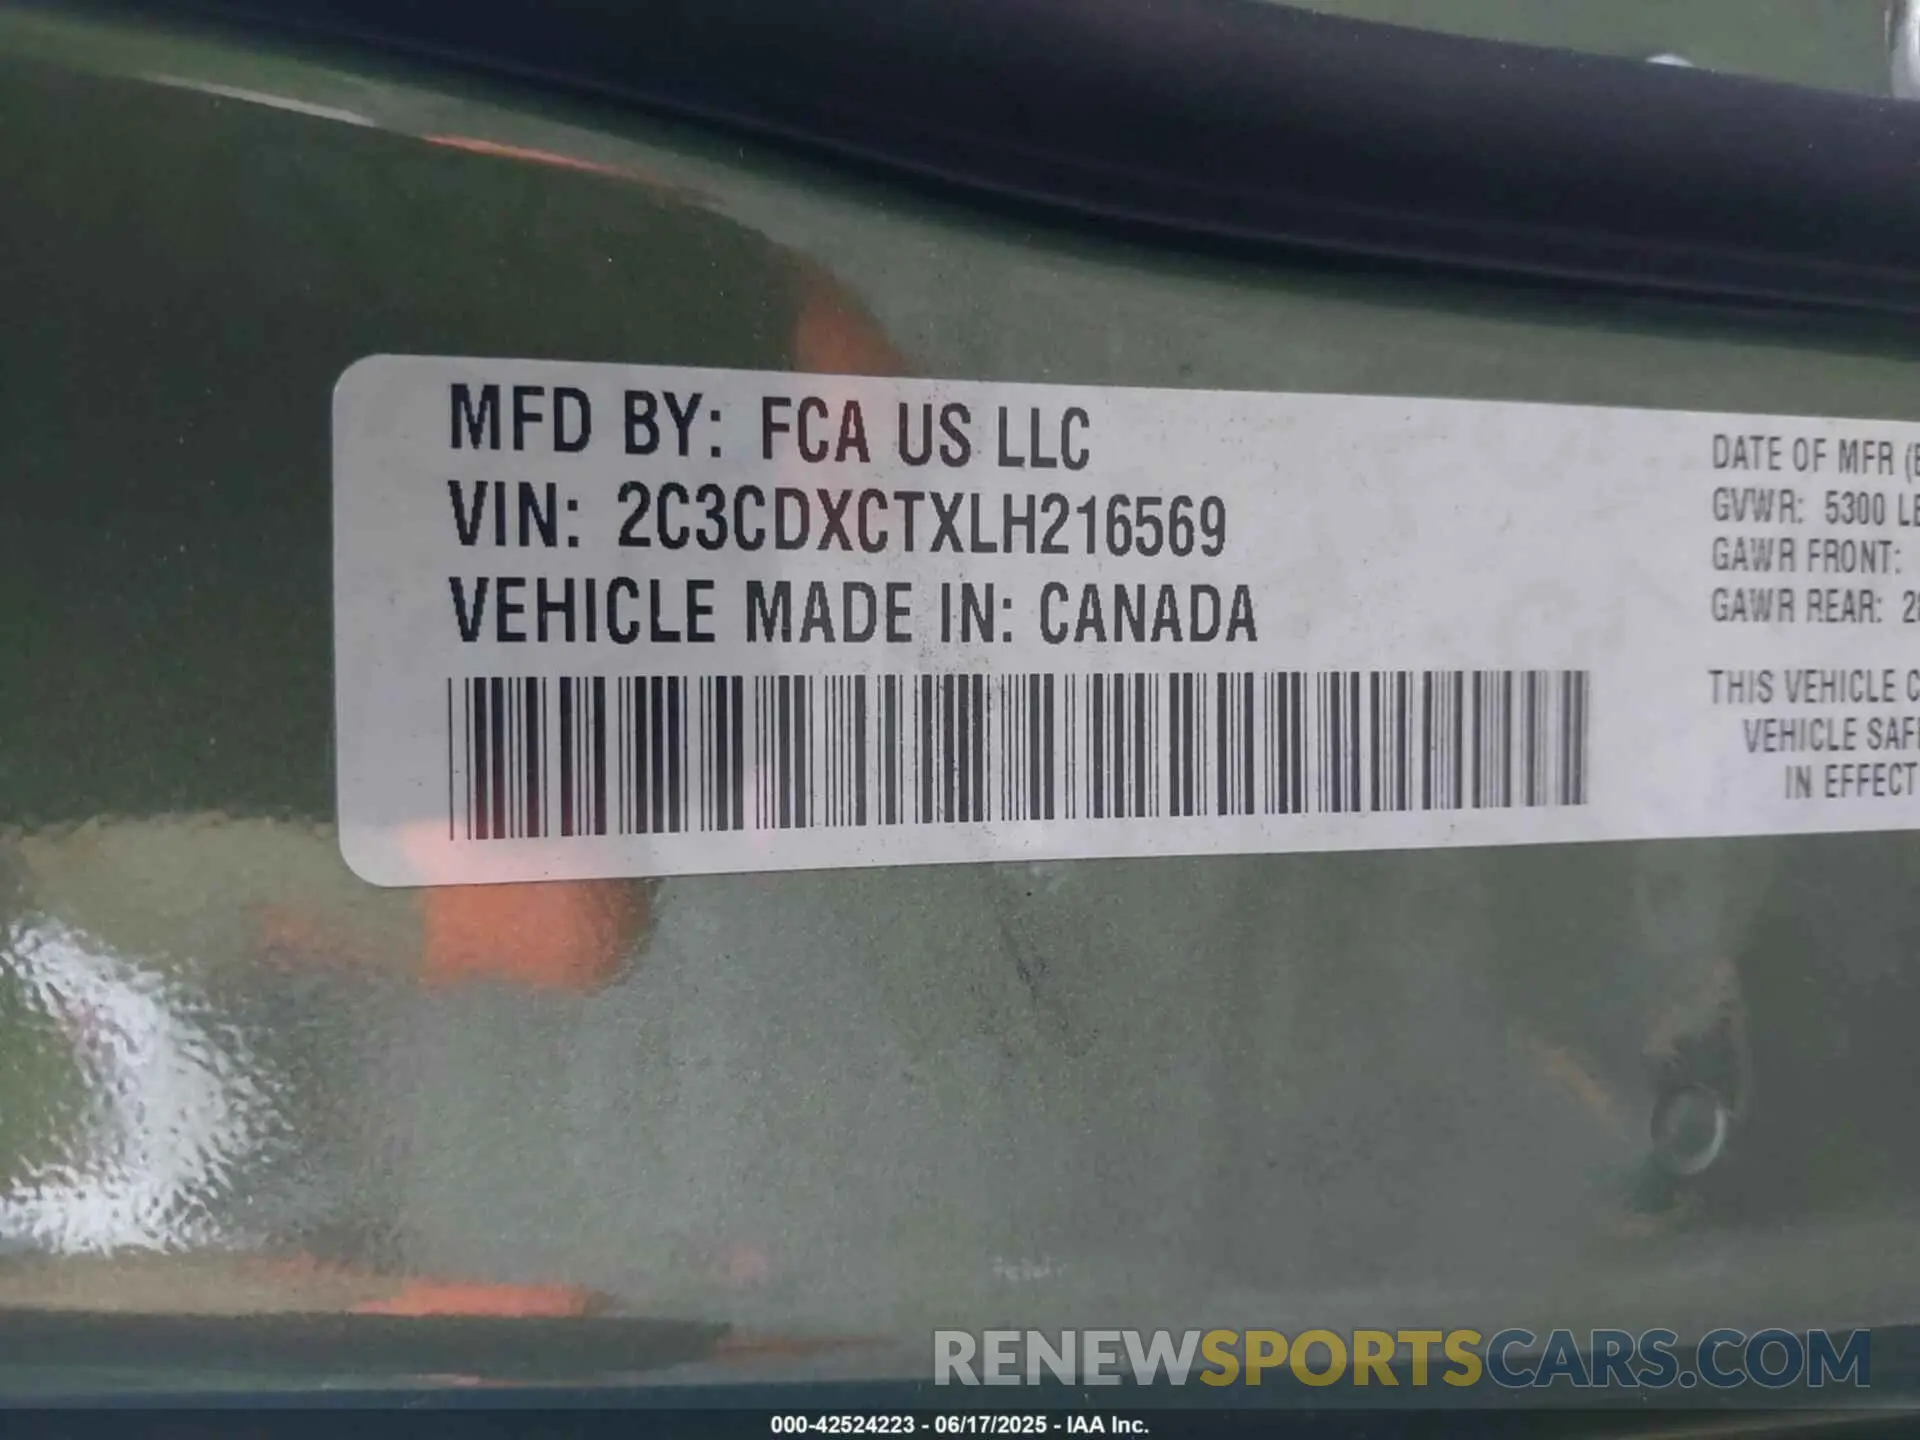 MFD BY: FCA US LLC
VIN: 2C3CDXCTXLH216569
VEHICLE MADE IN: CANADA
DATE OF MFR
GVWR: 5300
GAWR FRONT:
GAWR REAR:
THIS VEHICLE
VEHICLE
IN EFFECT
RENEWSPORTSCARS.COM
000-42524223 - 06/17/2025 - IAA Inc.